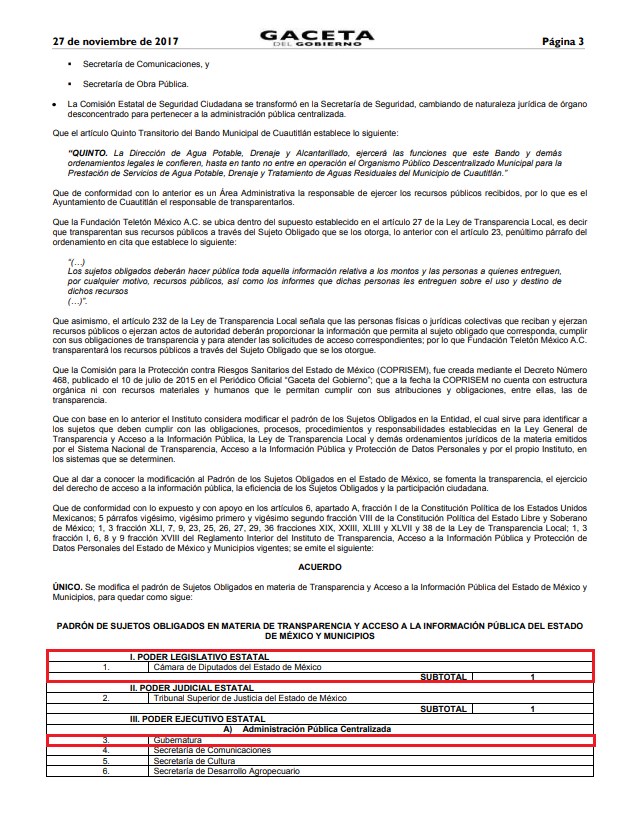 27 de noviembre de 2017
GACETA
DEL GOBIERNO
Página 3
▪ Secretaría de Comunicaciones, y
▪ Secretaría de Obra Pública.
• La Comisión Estatal de Seguridad Ciudadana se transformó en la Secretaría de Seguridad, cambiando de naturaleza jurídica de órgano
desconcentrado para pertenecer a la administración pública centralizada.
Que el artículo Quinto Transitorio del Bando Municipal de Cuautitlán establece lo siguiente:
“QUINTO. La Dirección de Agua Potable, Drenaje y Alcantarillado, ejercerá las funciones que este Bando y demás
ordenamientos legales le confieren, hasta en tanto no entre en operación el Organismo Público Descentralizado Municipal para la
Prestación de Servicios de Agua Potable, Drenaje y Tratamiento de Aguas Residuales del Municipio de Cuautitlán.”
Que de conformidad con lo anterior es un Área Administrativa la responsable de ejercer los recursos públicos recibidos, por lo que es el
Ayuntamiento de Cuautitlán el responsable de transparentarlos.
Que la Fundación Teletón México A.C. se ubica dentro del supuesto establecido en el artículo 27 de la Ley de Transparencia Local, es decir
que transparentan sus recursos públicos a través del Sujeto Obligado que se los otorga, lo anterior con el artículo 23, penúltimo párrafo del
ordenamiento en cita que establece lo siguiente:
“(…)
Los sujetos obligados deberán hacer pública toda aquella información relativa a los montos y las personas a quienes entreguen,
por cualquier motivo, recursos públicos, así como los informes que dichas personas les entreguen sobre el uso y destino de
dichos recursos
(…)”.
Que asimismo, el artículo 232 de la Ley de Transparencia Local señala que las personas físicas o jurídicas colectivas que reciban y ejerzan
recursos públicos o ejerzan actos de autoridad deberán proporcionar la información que permita al sujeto obligado que corresponda, cumplir
con sus obligaciones de transparencia y para atender las solicitudes de acceso correspondientes; por lo que Fundación Teletón México A.C.
transparentará los recursos públicos a través del Sujeto Obligado que se los otorgue.
Que la Comisión para la Protección contra Riesgos Sanitarios del Estado de México (COPRISEM), fue creada mediante el Decreto Número
468, publicado el 10 de julio de 2015 en el Periódico Oficial “Gaceta del Gobierno”; que a la fecha la COPRISEM no cuenta con estructura
orgánica ni con recursos materiales y humanos que le permitan cumplir con sus atribuciones y obligaciones, entre ellas, las de
transparencia.
Que con base en lo anterior el Instituto considera modificar el padrón de los Sujetos Obligados en la Entidad, el cual sirve para identificar a
los sujetos que deben cumplir con las obligaciones, procesos, procedimientos y responsabilidades establecidas en la Ley General de
Transparencia y Acceso a la Información Pública, la Ley de Transparencia Local y demás ordenamientos jurídicos de la materia emitidos
por el Sistema Nacional de Transparencia, Acceso a la Información Pública y Protección de Datos Personales y por el propio Instituto, en
los sistemas que se determinen.
Que al dar a conocer la modificación al Padrón de los Sujetos Obligados en el Estado de México, se fomenta la transparencia, el ejercicio
del derecho de acceso a la información pública, la eficiencia de los Sujetos Obligados y la participación ciudadana.
Que de conformidad con lo expuesto y con apoyo en los artículos 6, apartado A, fracción I de la Constitución Política de los Estados Unidos
Mexicanos; 5 párrafos vigésimo, vigésimo primero y vigésimo segundo fracción VIII de la Constitución Política del Estado Libre y Soberano
de México; 1, 3 fracción XLI, 7, 9, 23, 25, 26, 27, 29, 36 fracciones XIX, XXIII, XLIII y XLVII y 38 de la Ley de Transparencia Local; 1, 3
fracción I, 6, 8 y 9 fracción XVIII del Reglamento Interior del Instituto de Transparencia, Acceso a la Información Pública y Protección de
Datos Personales del Estado de México y Municipios vigentes; se emite el siguiente:
ACUERDO
ÚNICO. Se modifica el padrón de Sujetos Obligados en materia de Transparencia y Acceso a la Información Pública del Estado de México y
Municipios, para quedar como sigue:
PADRÓN DE SUJETOS OBLIGADOS EN MATERIA DE TRANSPARENCIA Y ACCESO A LA INFORMACIÓN PÚBLICA DEL ESTADO
DE MÉXICO Y MUNICIPIOS
I. PODER LEGISLATIVO ESTATAL
1. Cámara de Diputados del Estado de México
SUBTOTAL 1
II. PODER JUDICIAL ESTATAL
2. Tribunal Superior de Justicia del Estado de México
SUBTOTAL 1
III. PODER EJECUTIVO ESTATAL
A) Administración Pública Centralizada
3. Gubernatura
4. Secretaría de Comunicaciones
5. Secretaría de Cultura
6. Secretaría de Desarrollo Agropecuario